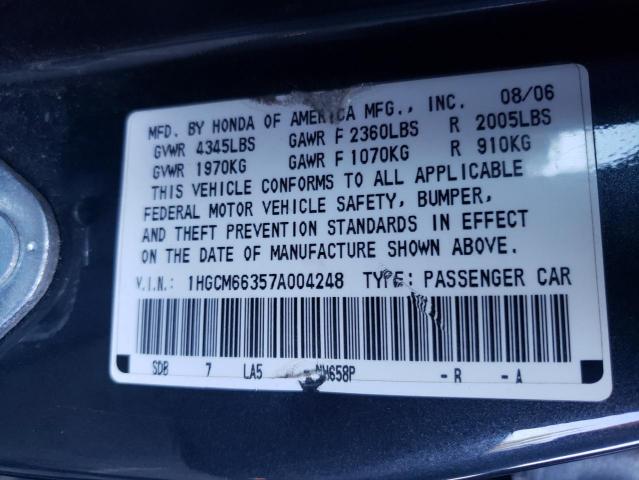 MFD. BY HONDA OF AMERICA MFG., INC. 08/06
GVWR 4345LBS GAWR F 2360LBS R 2005LBS
GVWR 1970KG GAWR F 1070KG R 910KG
THIS VEHICLE CONFORMS TO ALL APPLICABLE
FEDERAL MOTOR VEHICLE SAFETY, BUMPER,
AND THEFT PREVENTION STANDARDS IN EFFECT
ON THE DATE OF MANUFACTURE SHOWN ABOVE.
V.I.N.: 1HGCM66357A004248 TYPE: PASSENGER CAR
SDB 7 LA5 - NH658P - B - A